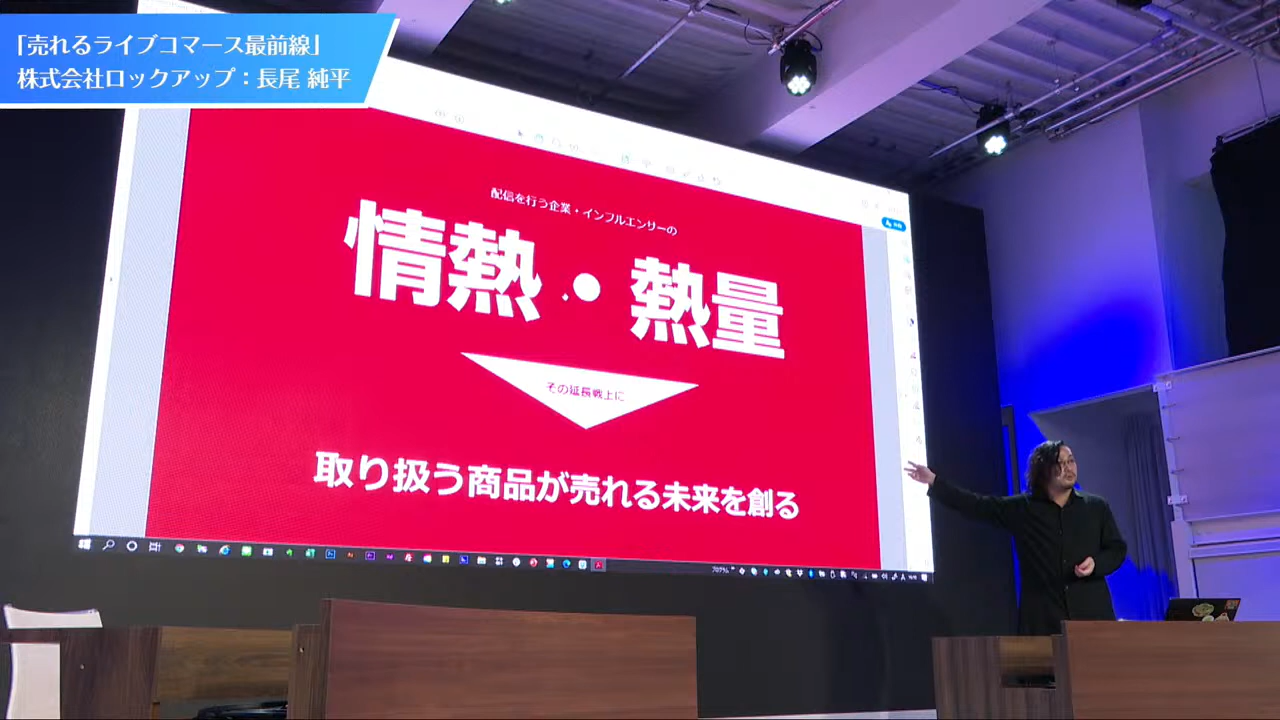 「売れるライブコマース最前線」
株式会社ロックアップ：長尾 純平
配信を行う企業・インフルエンサーの
情熱・熱量
その延長戦上に
取り扱う商品が売れる未来を創る